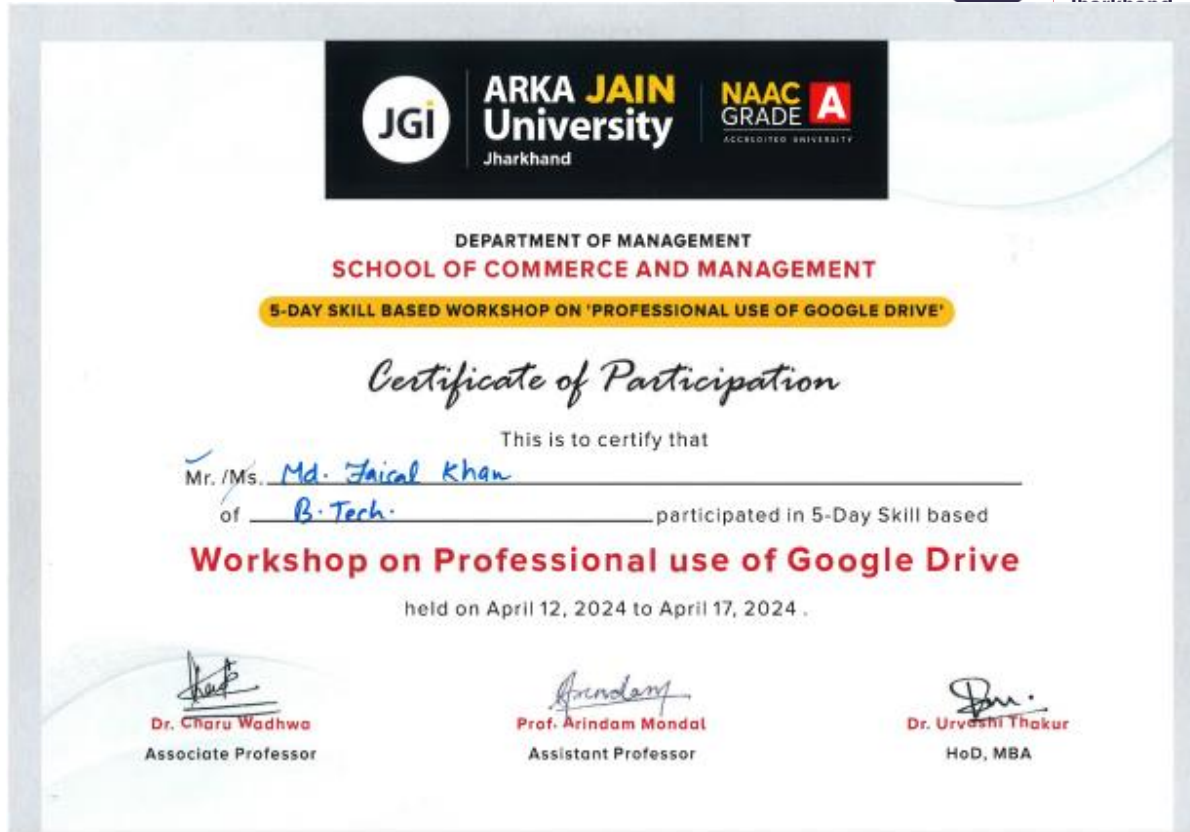 Jharkhand
JGi
ARKA JAIN
University
Jharkhand
NAAC
GRADE A
ACCREDITED UNIVERSITY
DEPARTMENT OF MANAGEMENT
SCHOOL OF COMMERCE AND MANAGEMENT
5-DAY SKILL BASED WORKSHOP ON 'PROFESSIONAL USE OF GOOGLE DRIVE'
Certificate of Participation
This is to certify that
Mr. /Ms. Md. Faical Khan
of B. Tech. participated in 5-Day Skill based
Workshop on Professional use of Google Drive
held on April 12, 2024 to April 17, 2024 .
Arindam
Dr. Charu Wadhwa
Prof. Arindam Mondal
Dr. Urvashi Thakur
Associate Professor
Assistant Professor
HoD, MBA